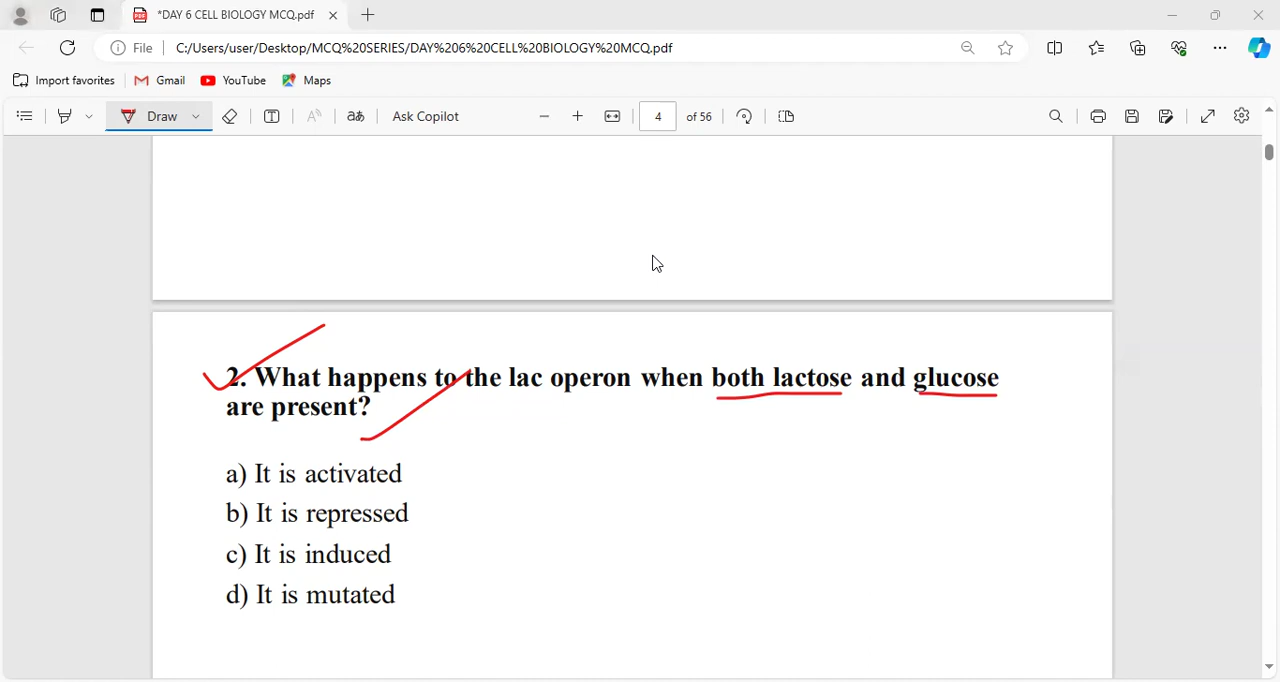 *DAY 6 CELL BIOLOGY MCQ.pdf
File C:/Users/user/Desktop/MCQ%20SERIES/DAY%206%20CELL%20BIOLOGY%20MCQ.pdf
Import favorites Gmail YouTube Maps
Draw aあ Ask Copilot 4 of 56
2. What happens to the lac operon when both lactose and glucose
are present?
a) It is activated
b) It is repressed
c) It is induced
d) It is mutated